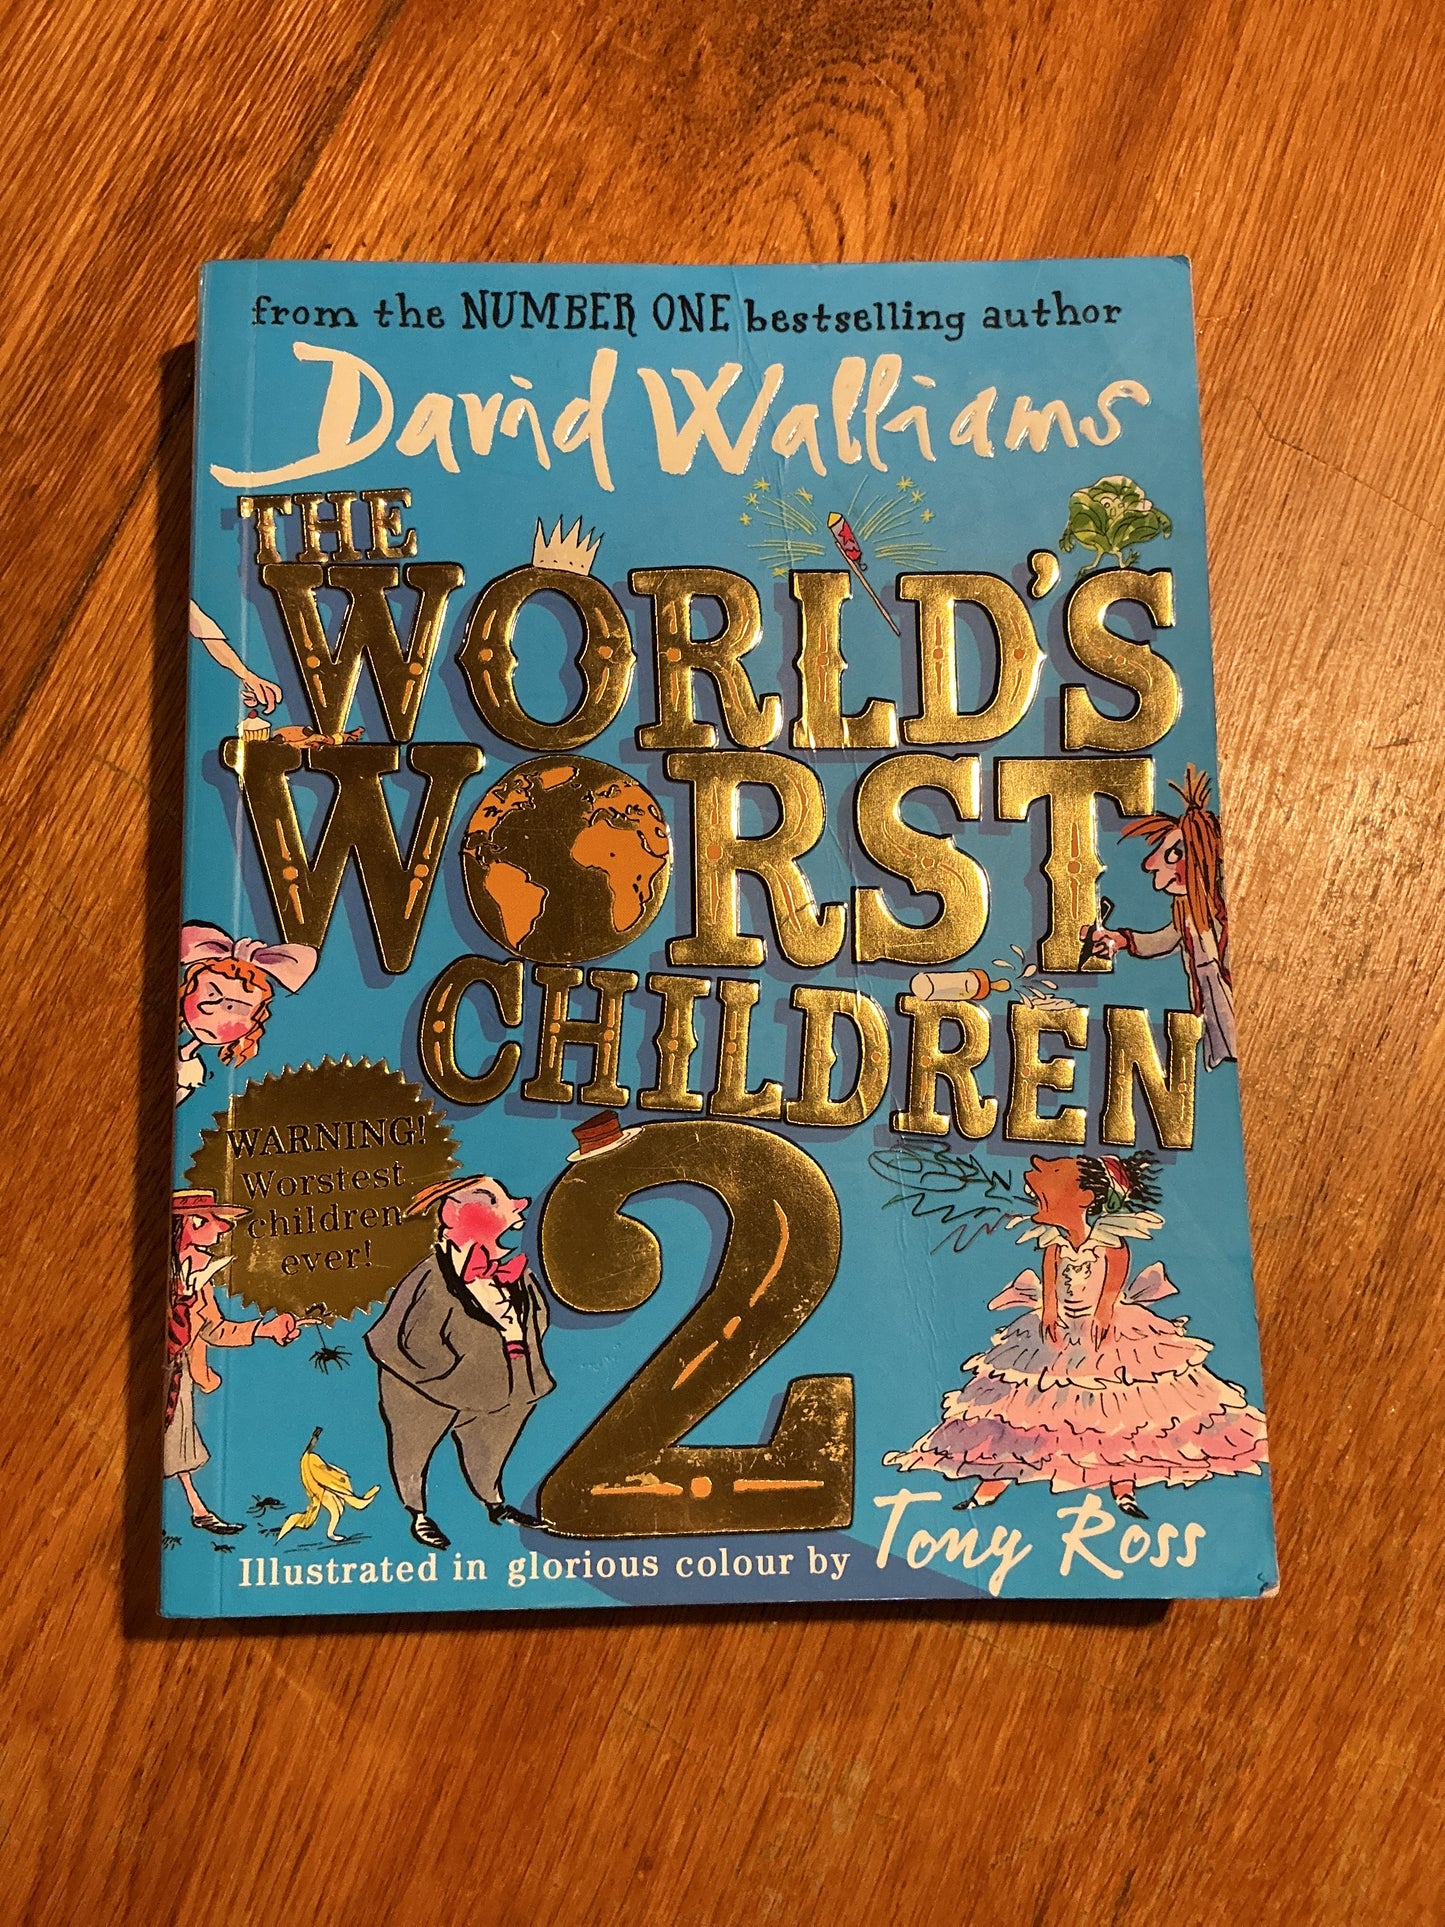 from the NUMBER ONE bestselling author
David Walliams
THE
WORLD'S
WORST
CHILDREN
2
WARNING!
Worstest
children
ever!
Illustrated in glorious colour by Tony Ross